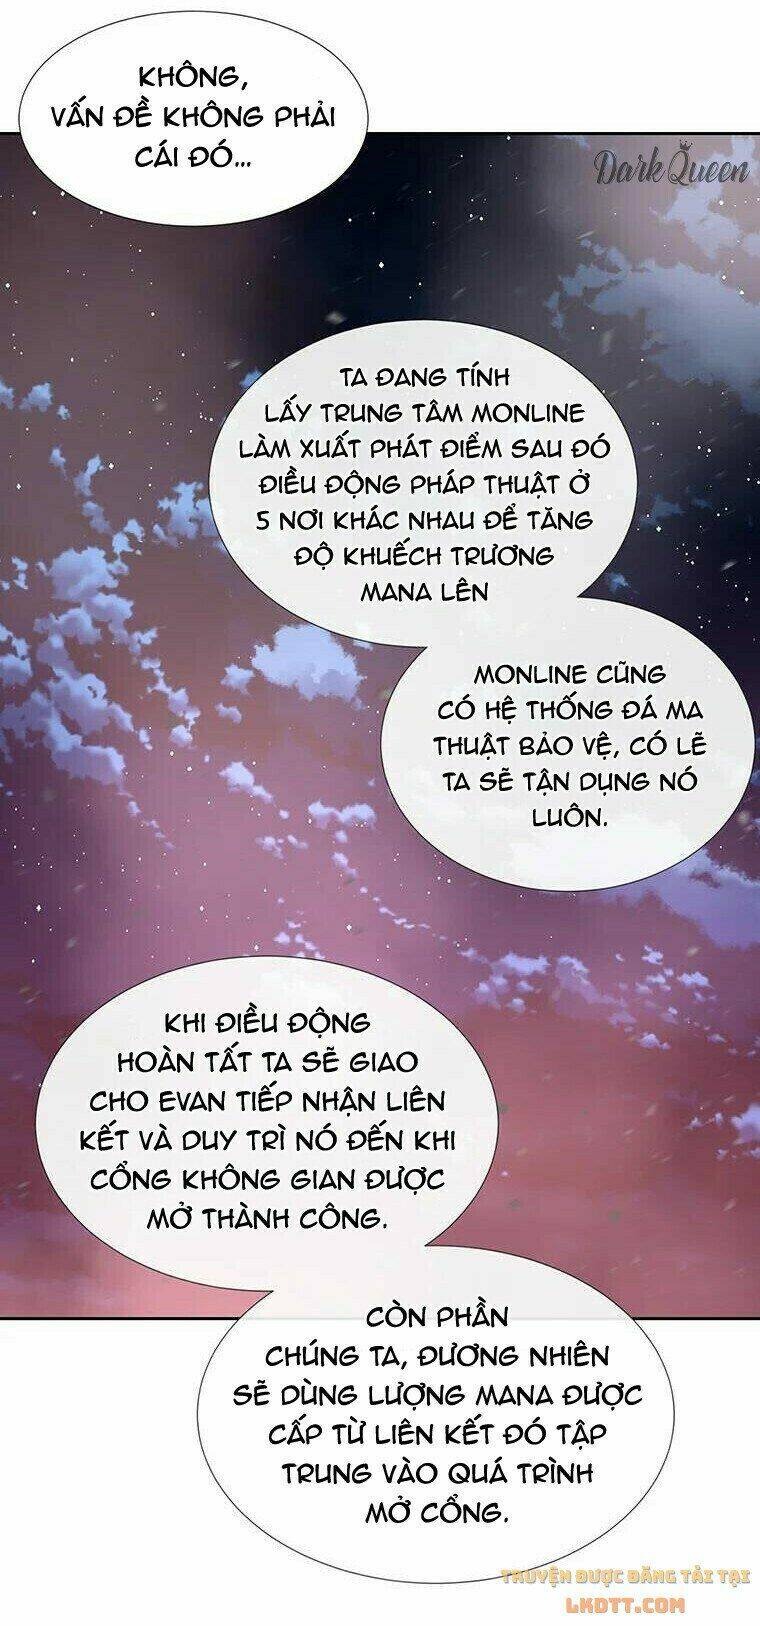 KHÔNG,
VẤN ĐỀ KHÔNG PHẢI
CÁI ĐÓ...
DarkQueen
TA ĐANG TÍNH
LẤY TRUNG TÂM MONLINE
LÀM XUẤT PHÁT ĐIỂM SAU ĐÓ
ĐIỀU ĐỘNG PHÁP THUẬT Ở
5 NƠI KHÁC NHAU ĐỂ TĂNG
ĐỘ KHUẾCH TRƯƠNG
MANA LÊN
MONLINE CŨNG
CÓ HỆ THỐNG ĐÁ MA
THUẬT BẢO VỆ, CÓ LẼ
TA SẼ TẬN DỤNG NÓ
LUÔN.
KHI ĐIỀU ĐỘNG
HOÀN TẤT TA SẼ GIAO
CHO EVAN TIẾP NHẬN LIÊN
KẾT VÀ DUY TRÌ NÓ ĐẾN KHI
CỔNG KHÔNG GIAN ĐƯỢC
MỞ THÀNH CÔNG.
CÒN PHẦN
CHÚNG TA, ĐƯƠNG NHIÊN
SẼ DÙNG LƯỢNG MANA ĐƯỢC
CẤP TỪ LIÊN KẾT ĐÓ TẬP
TRUNG VÀO QUÁ TRÌNH
MỞ CỔNG.
TRUYỆN ĐƯỢC ĐĂNG TẢI TẠI
LKDTT.COM